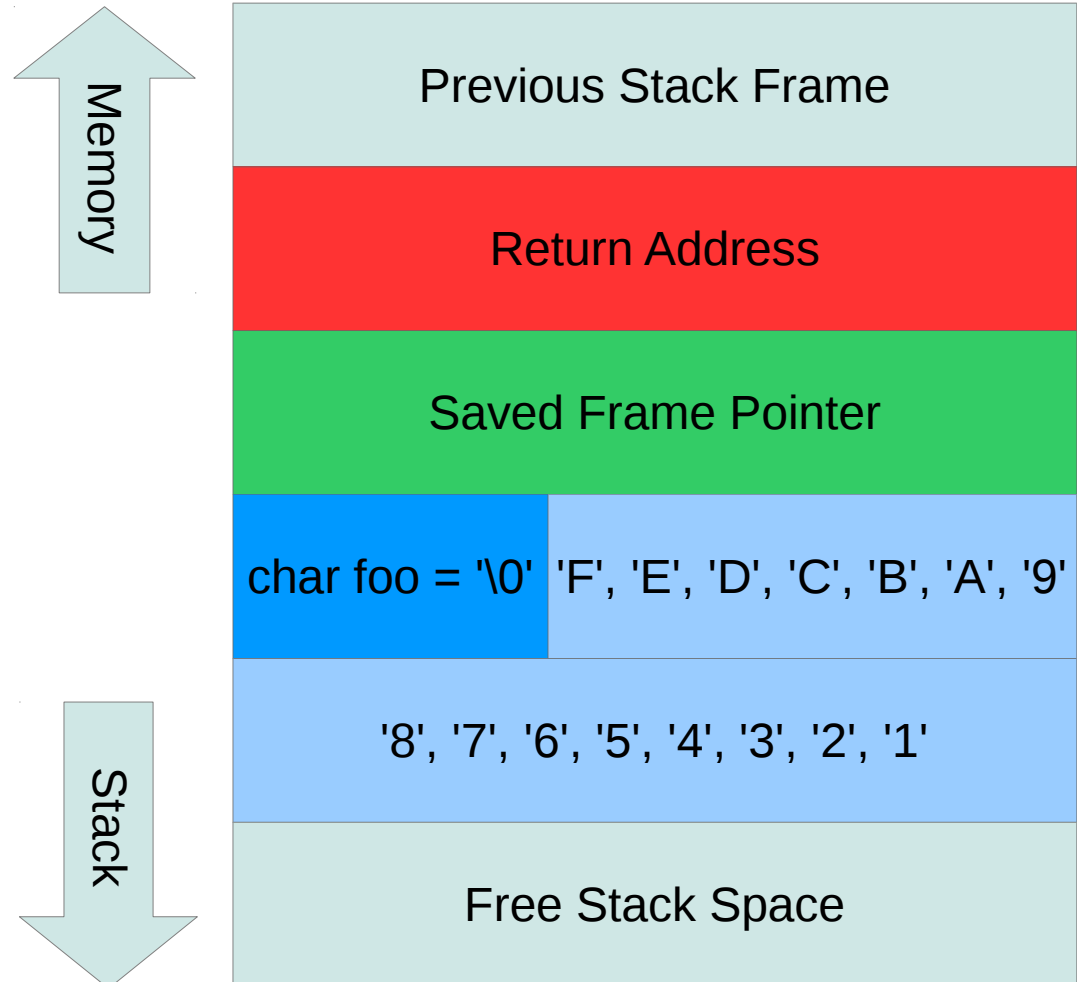 Memory
Previous Stack Frame
Return Address
Saved Frame Pointer
char foo = '\0' 'F', 'E', 'D', 'C', 'B', 'A', '9'
'8', '7', '6', '5', '4', '3', '2', '1'
Stack
Free Stack Space